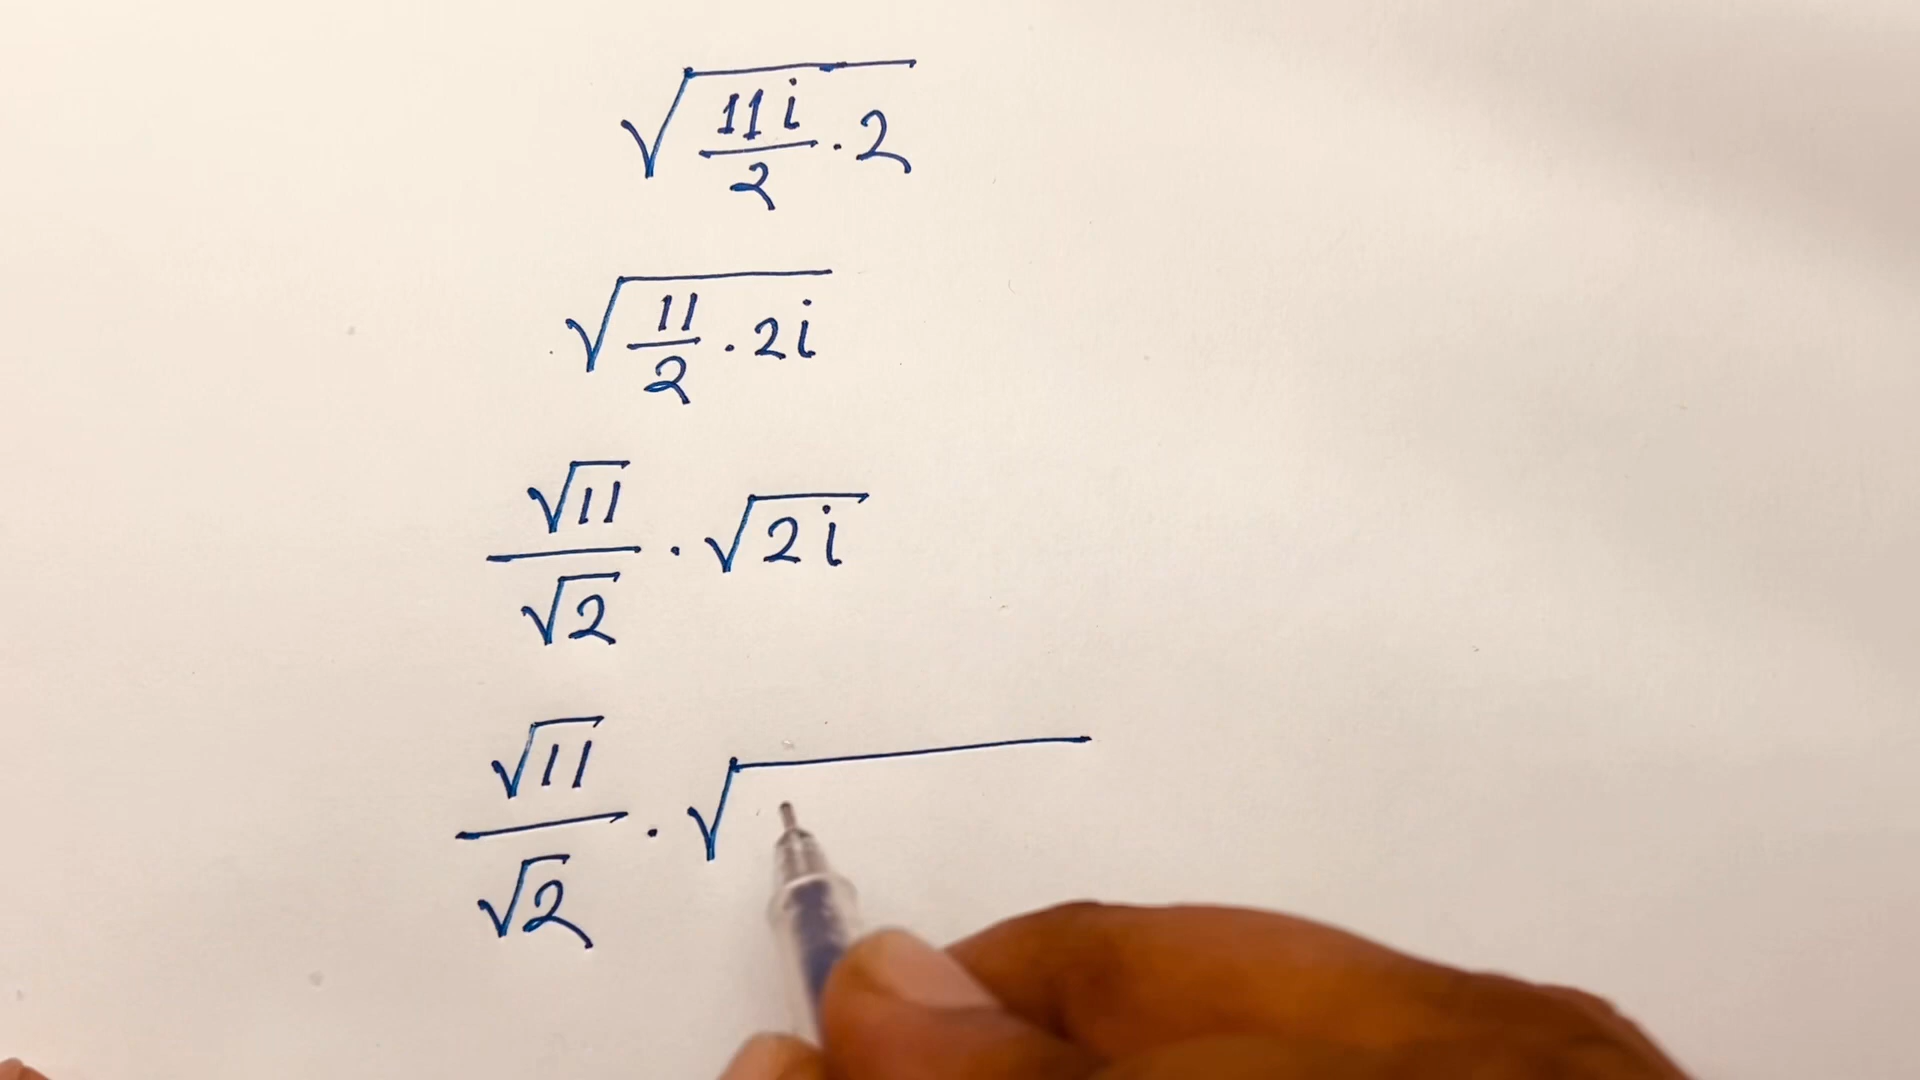 √(11i/2 · 2)
√(11/2 · 2i)
√11/√2 · √2i
√11/√2 · √